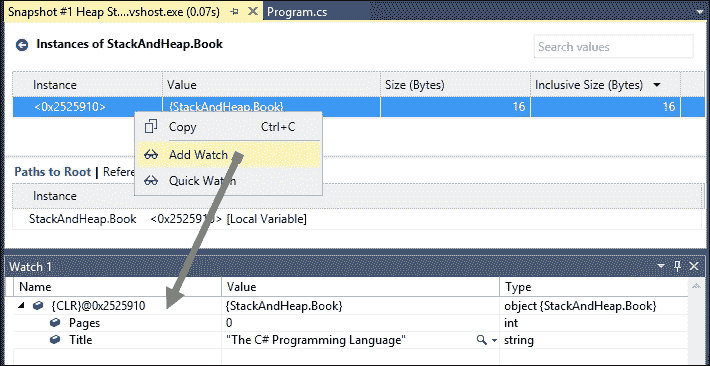 Snapshot #1 Heap St....vshost.exe (0.07s) Program.cs
Instances of StackAndHeap.Book Search values
Instance Value Size (Bytes) Inclusive Size (Bytes)
<0x2525910> {StackAndHeap.Book} 16 16
Copy Ctrl+C
Add Watch
Quick Watch
Paths to Root | Refere
Instance
StackAndHeap.Book <0x2525910> [Local Variable]
Watch 1
Name Value Type
{CLR}@0x2525910 {StackAndHeap.Book} object {StackAndHeap.Book}
Pages 0 int
Title "The C# Programming Language" string